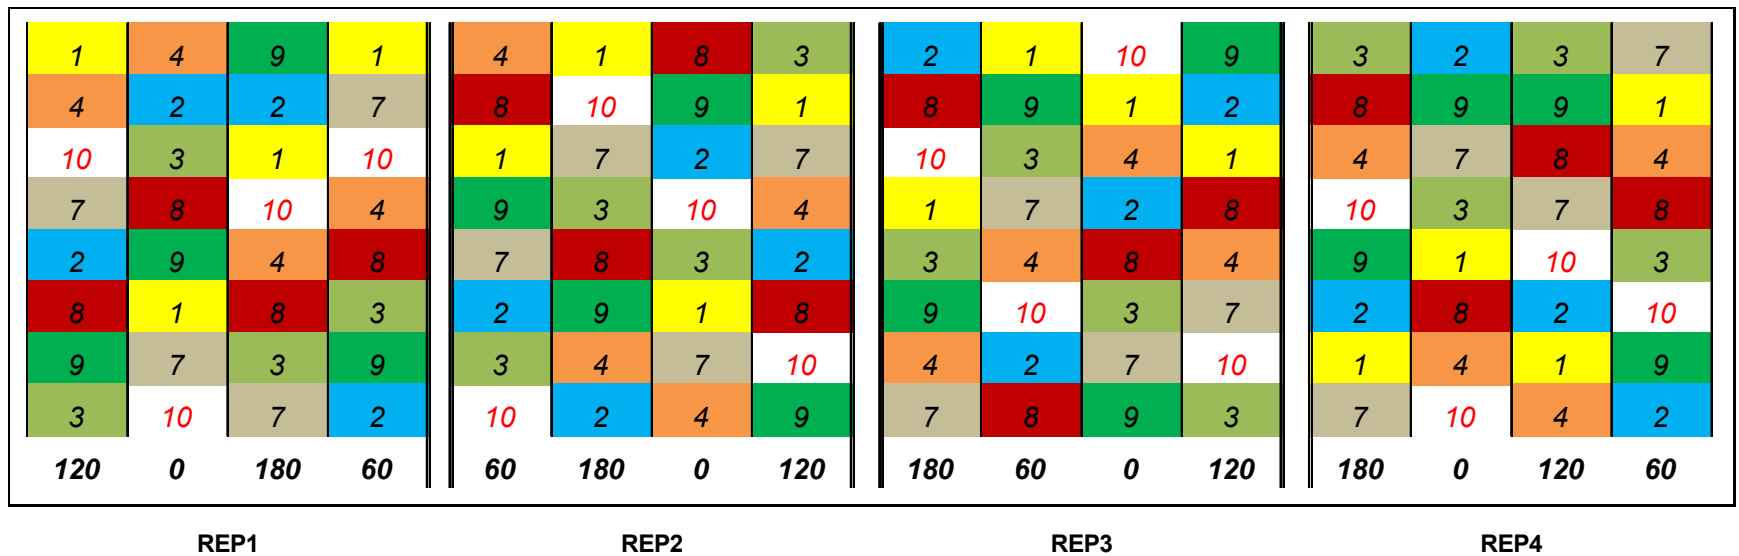 1 4 9 1 4 1 8 3 2 1 10 9 3 2 3 7
4 2 2 7 8 10 9 1 8 9 1 2 8 9 9 1
10 3 1 10 1 7 2 7 10 3 4 1 4 7 8 4
7 8 10 4 9 3 10 4 1 7 2 8 10 3 7 8
2 9 4 8 7 8 3 2 3 4 8 4 9 1 10 3
8 1 8 3 2 9 1 8 9 10 3 7 2 8 2 10
9 7 3 9 3 4 7 10 4 2 7 10 1 4 1 9
3 10 7 2 10 2 4 9 7 8 9 3 7 10 4 2
120 0 180 60 60 180 0 120 180 60 0 120 180 0 120 60
REP1 REP2 REP3 REP4